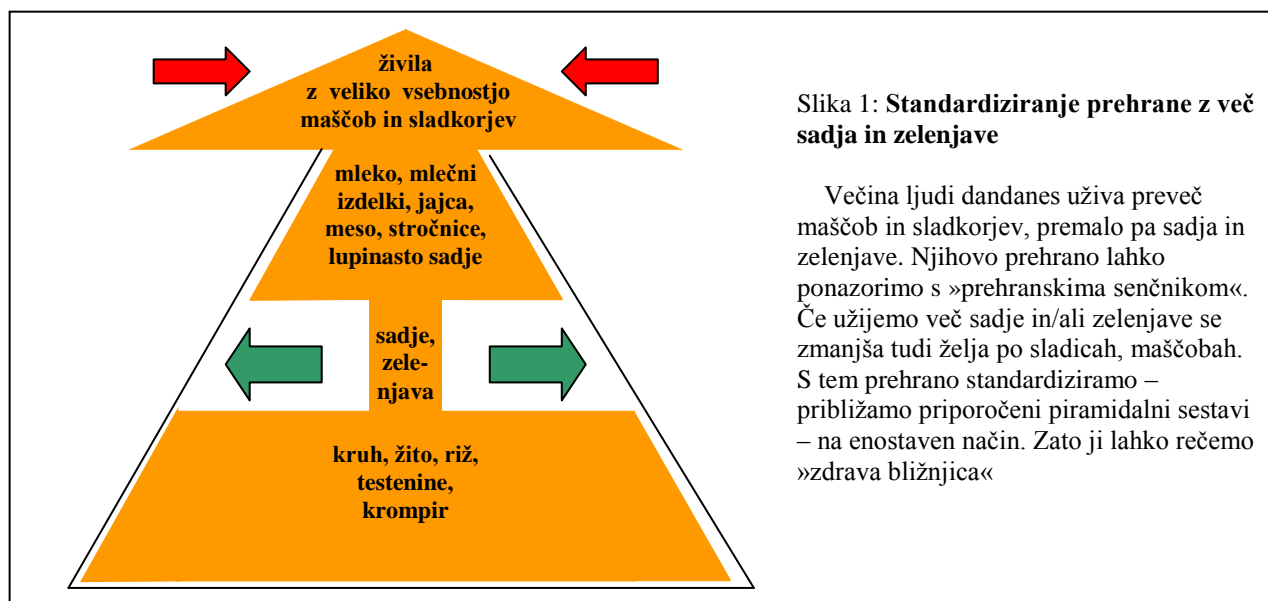 živila
z veliko vsebnostjo
maščob in sladkorjev
mleko, mlečni
izdelki, jajca,
meso, stročnice,
lupinasto sadje
sadje,
zele-
njava
kruh, žito, riž,
testenine,
krompir
Slika 1: Standardiziranje prehrane z več
sadja in zelenjave
Večina ljudi dandanes uživa preveč
maščob in sladkorjev, premalo pa sadja in
zelenjave. Njihovo prehrano lahko
ponazorimo s »prehranskima senčnikom«.
Če užijemo več sadje in/ali zelenjave se
zmanjša tudi želja po sladicah, maščobah.
S tem prehrano standardiziramo –
približamo priporočeni piramidalni sestavi
– na enostaven način. Zato ji lahko rečemo
»zdrava bližnjica«